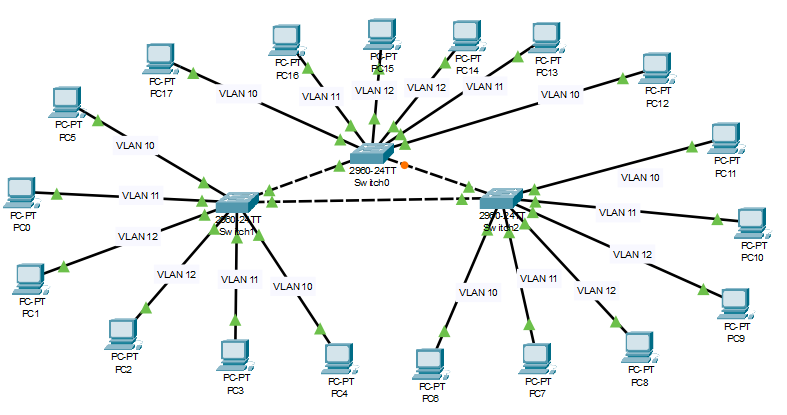 PC-PT
PC17
PC-PT
PC16
PC-PT
PC15
PC-PT
PC14
PC-PT
PC13
PC-PT
PC12
VLAN 10
VLAN 11
VLAN 12
VLAN 12
VLAN 11
VLAN 10
PC-PT
PC5
VLAN 10
2960-24TT
Switch0
PC-PT
PC11
VLAN 10
PC-PT
PC0
VLAN 11
2960-24TT
Switch1
2960-24TT
Switch2
VLAN 11
PC-PT
PC10
VLAN 12
VLAN 12
PC-PT
PC1
VLAN 12
VLAN 11
VLAN 10
VLAN 10
VLAN 11
VLAN 12
PC-PT
PC9
PC-PT
PC2
PC-PT
PC3
PC-PT
PC4
PC-PT
PC6
PC-PT
PC7
PC-PT
PC8